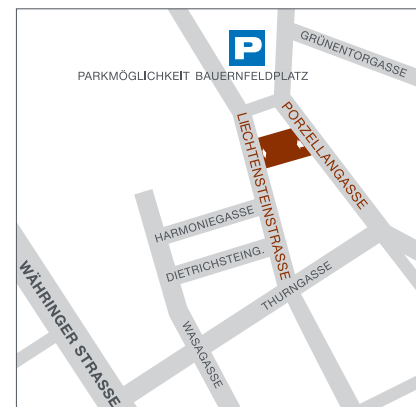 GRÜNENTORGASSE
P
PARKMÖGLICHKEIT BAUERNFELDPLATZ
LIECHTENSTEINSTRASSE
PORZELLANGASSE
HARMONIEGASSE
DIETRICHSTEING.
THURNGASSE
WÄHRINGER STRASSE
WASAGASSE